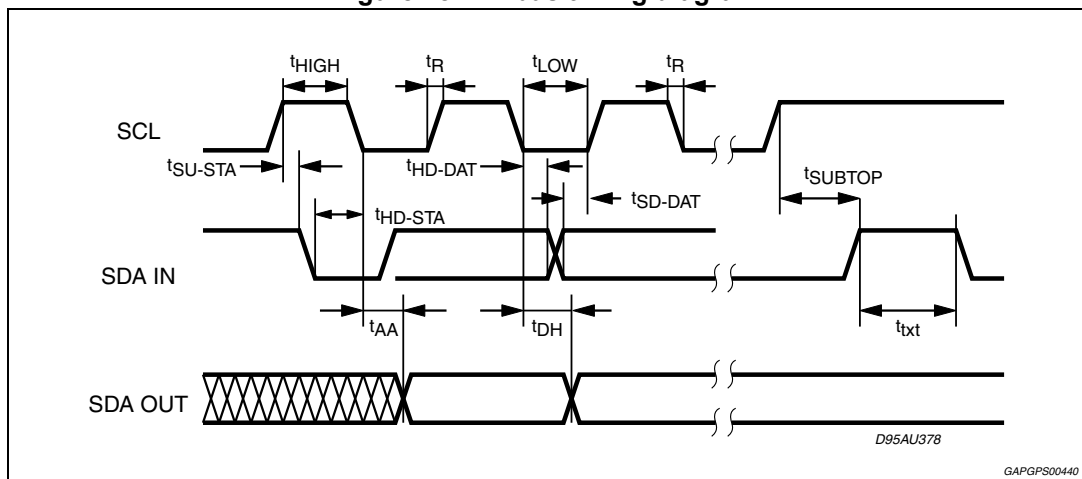 tHIGH tR tLOW tR
SCL
tSU-STA tHD-DAT tSUBTOP
tSD-DAT
tHD-STA
SDA IN
tAA tDH ttxt
SDA OUT
D95AU378
GAPGPS00440